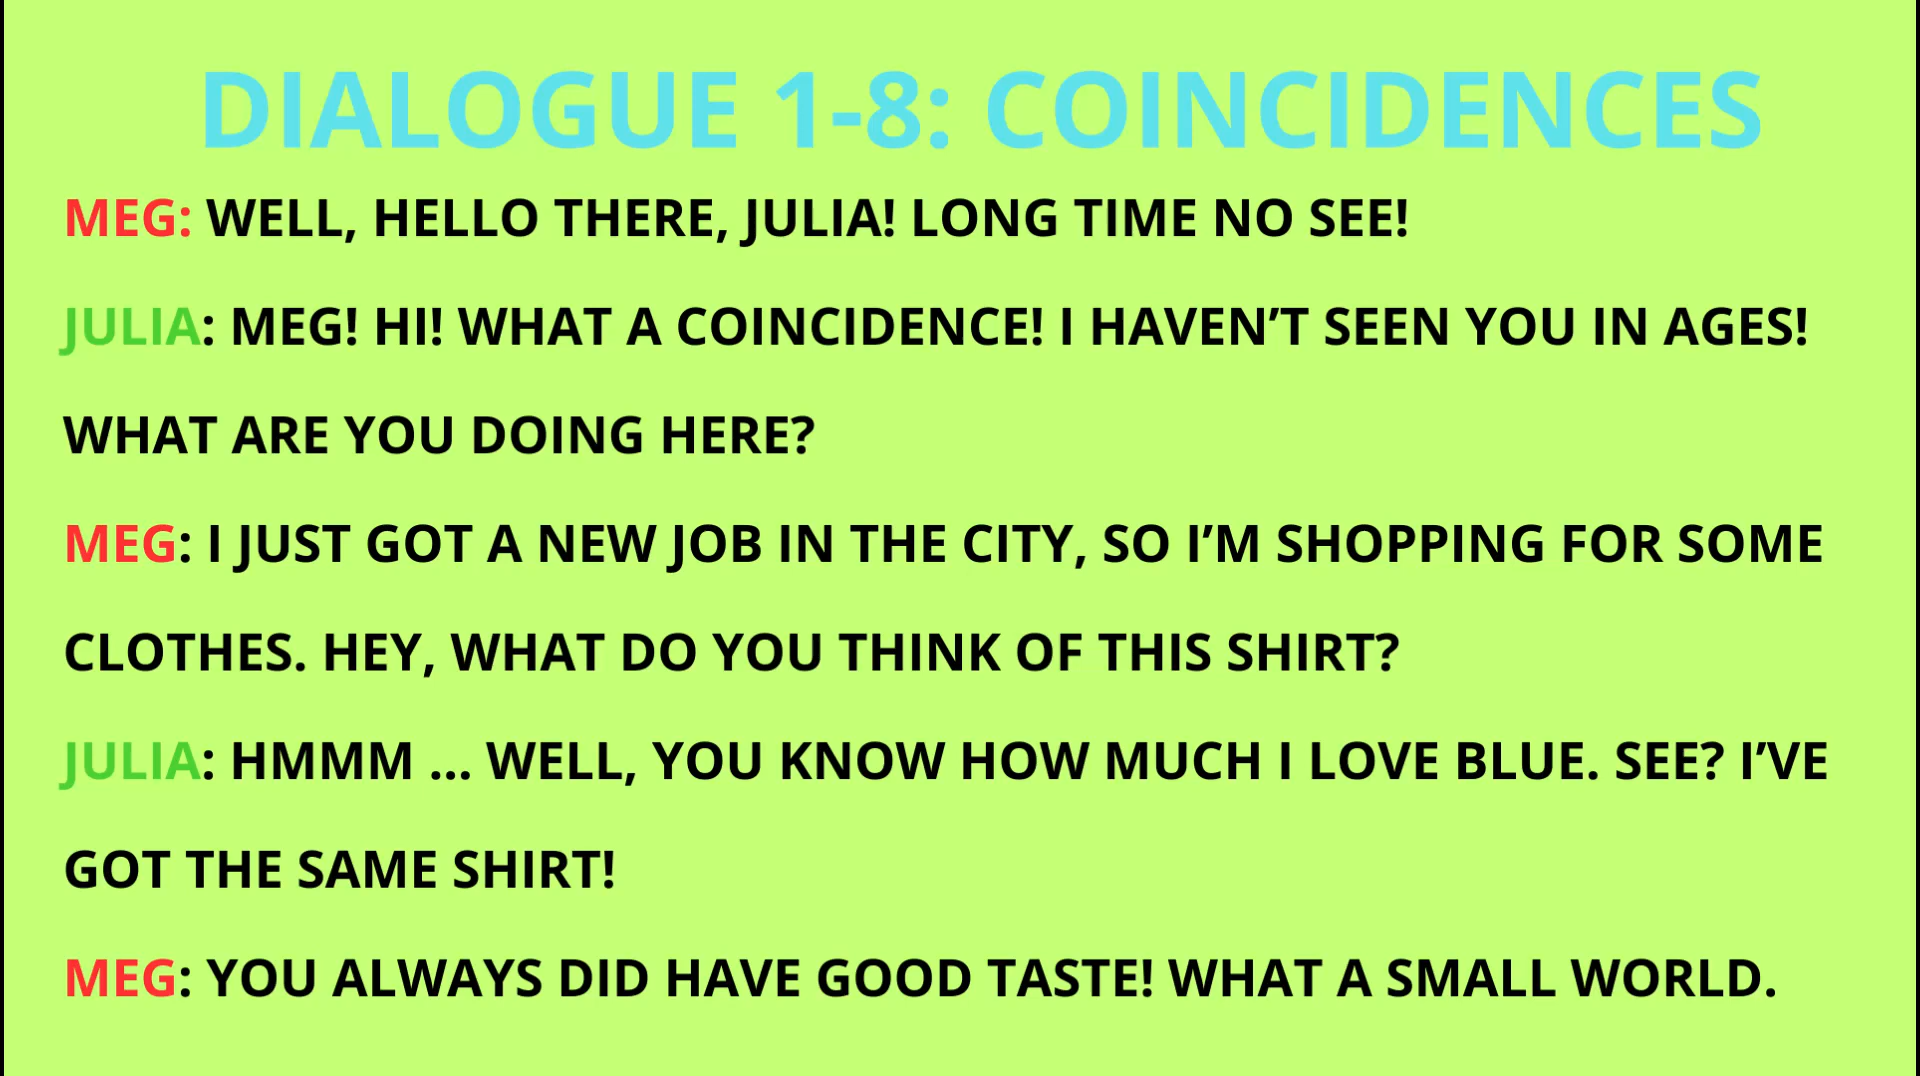 DIALOGUE 1-8: COINCIDENCES
MEG: WELL, HELLO THERE, JULIA! LONG TIME NO SEE!
JULIA: MEG! HI! WHAT A COINCIDENCE! I HAVEN’T SEEN YOU IN AGES!
WHAT ARE YOU DOING HERE?
MEG: I JUST GOT A NEW JOB IN THE CITY, SO I’M SHOPPING FOR SOME
CLOTHES. HEY, WHAT DO YOU THINK OF THIS SHIRT?
JULIA: HMMM ... WELL, YOU KNOW HOW MUCH I LOVE BLUE. SEE? I’VE
GOT THE SAME SHIRT!
MEG: YOU ALWAYS DID HAVE GOOD TASTE! WHAT A SMALL WORLD.